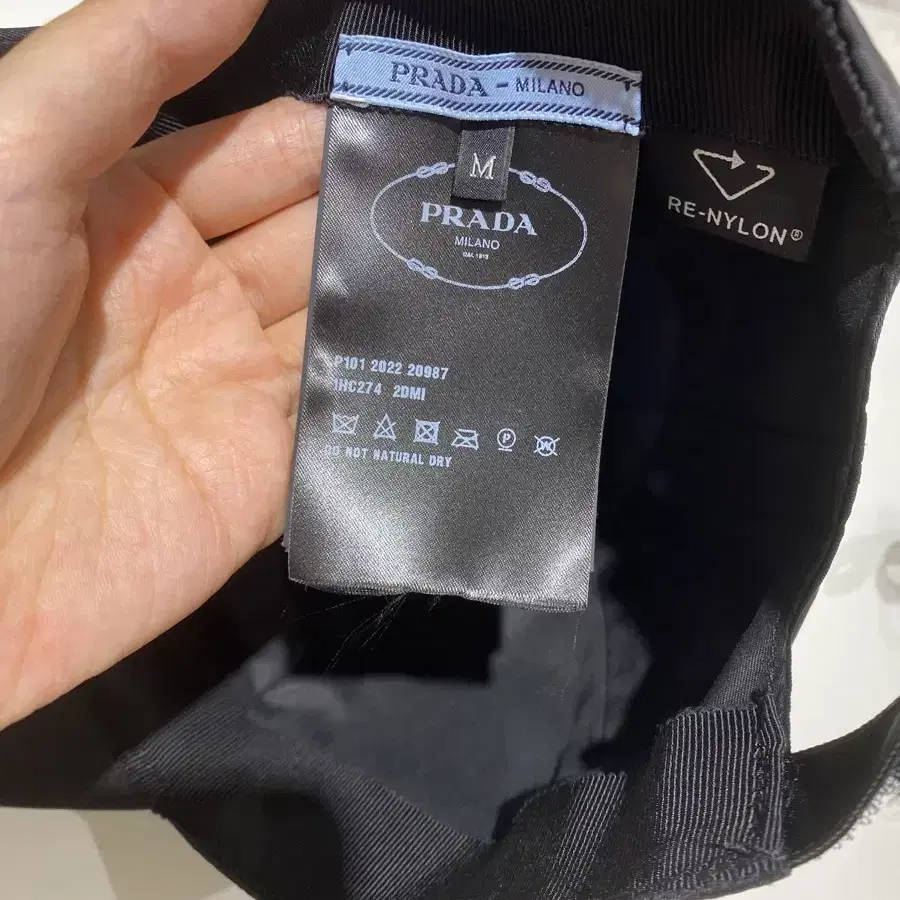 PRADA - MILANO
M
PRADA
MILANO
DAL 1913
RE-NYLON®
P101 2022 20987
1HC274 2DMI
P
DO NOT NATURAL DRY